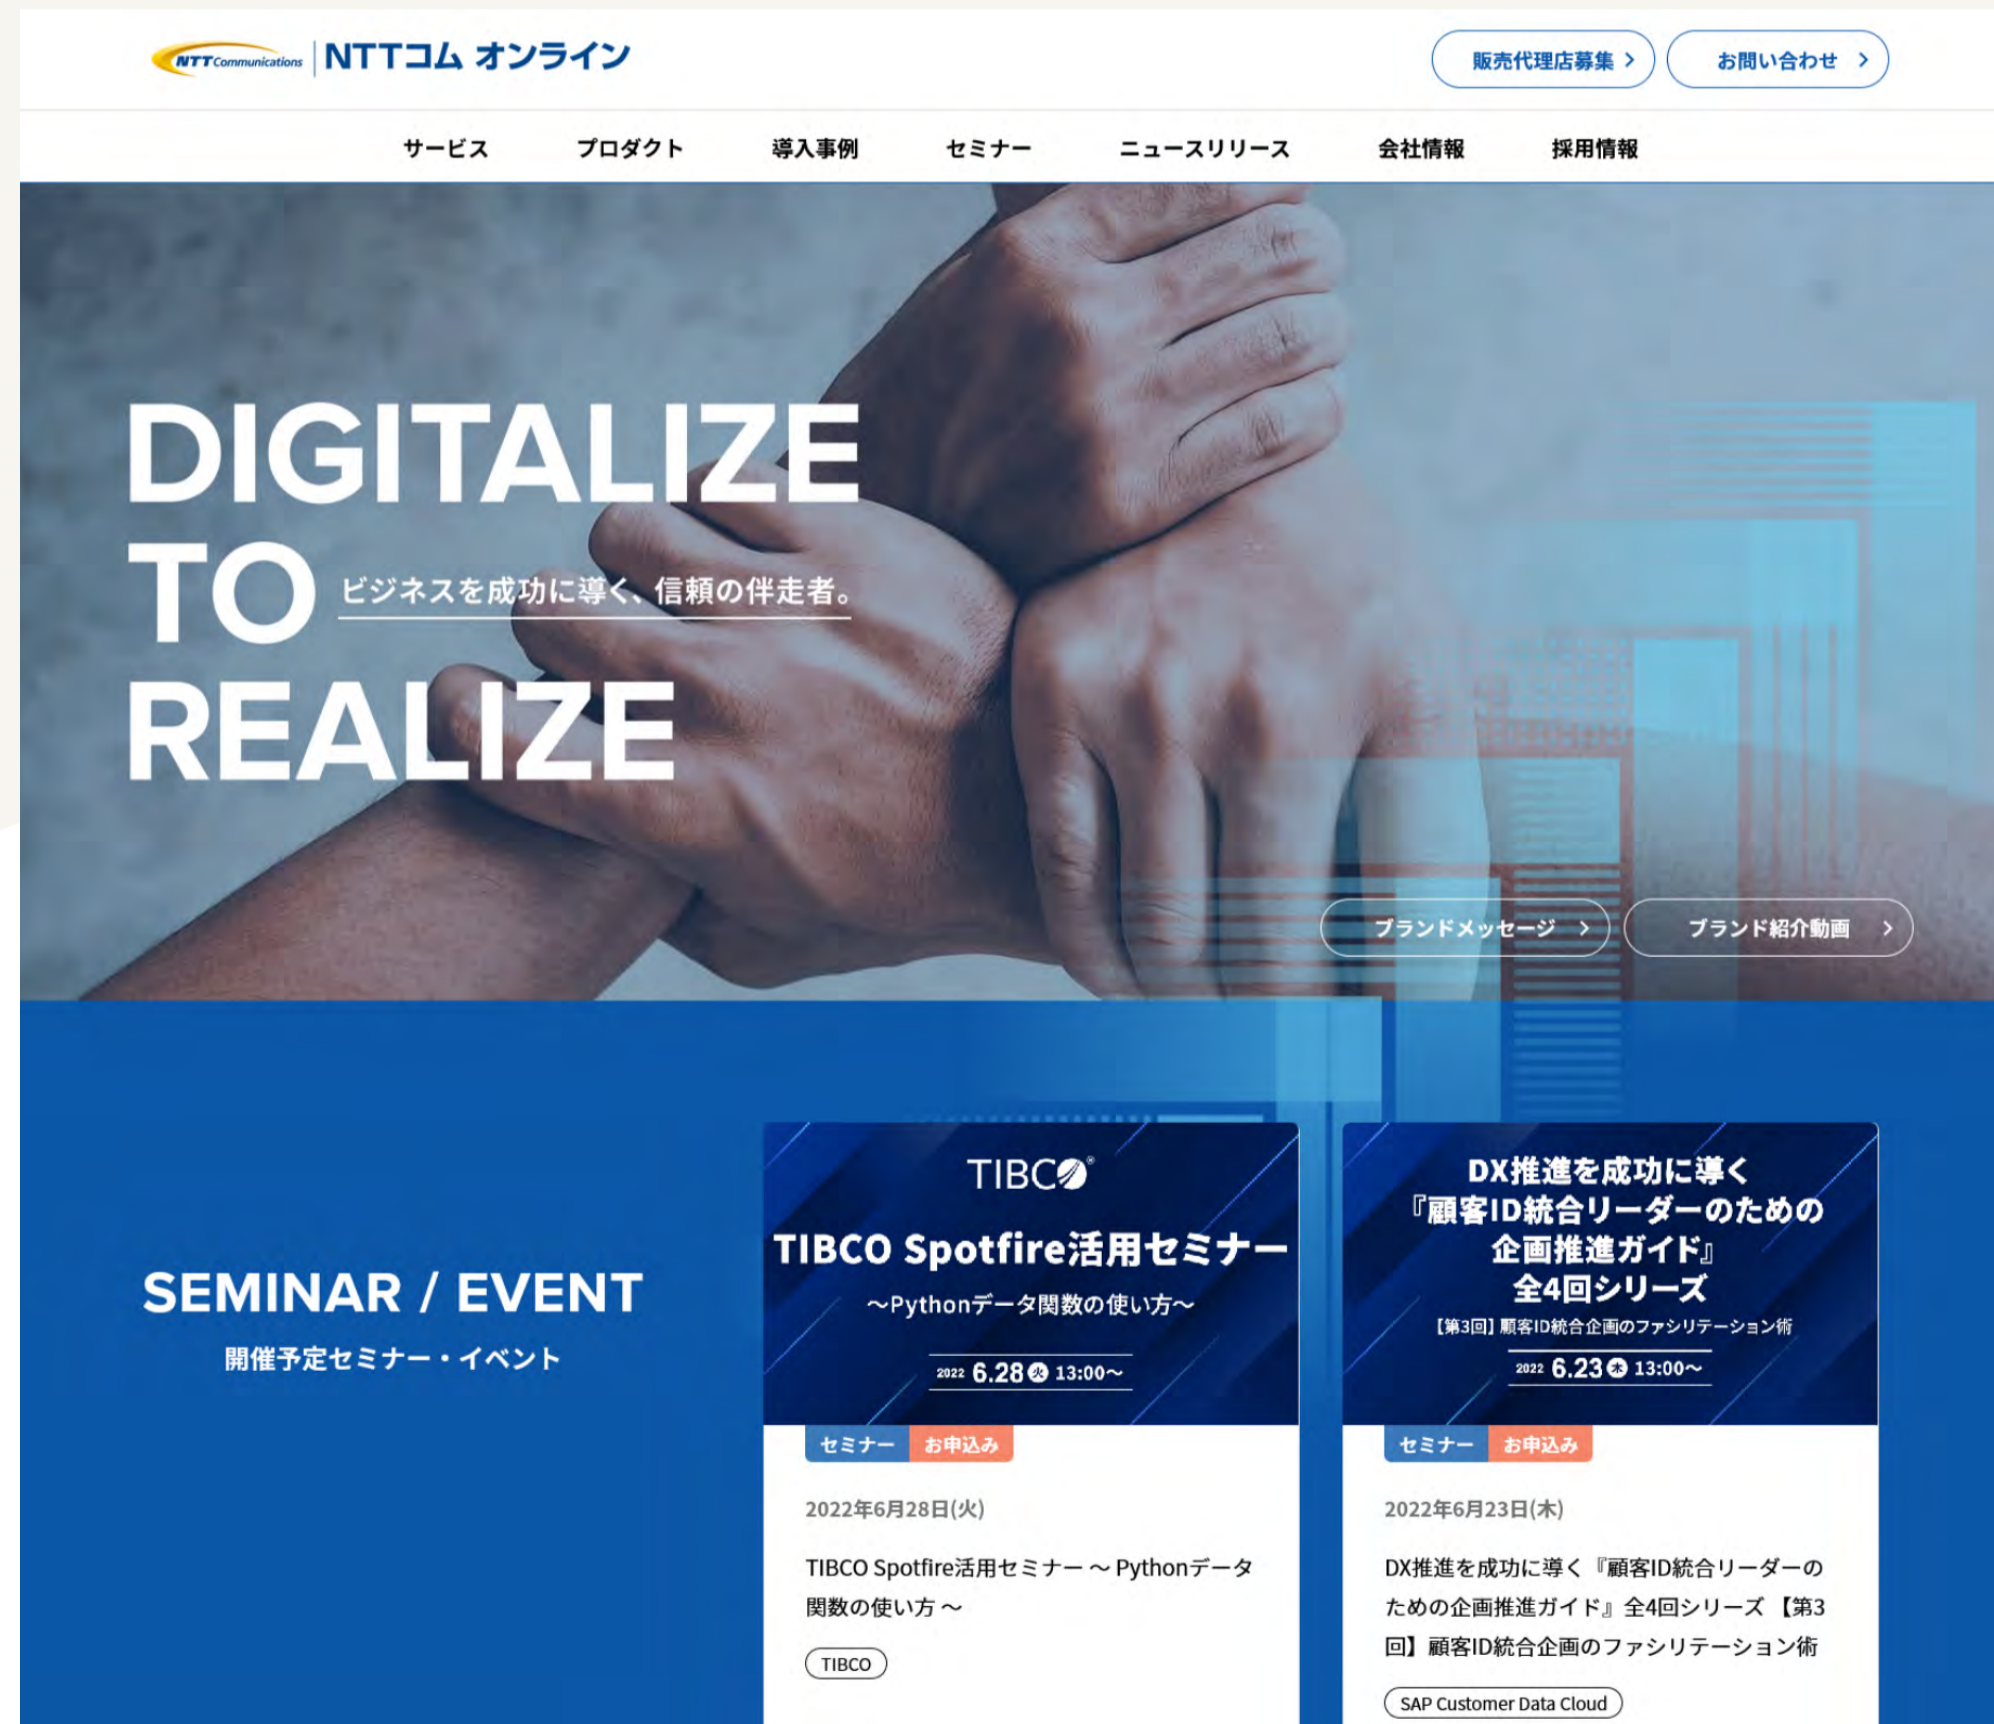 NTT Communications
NTTコム オンライン
販売代理店募集
お問い合わせ
サービス
プロダクト
導入事例
セミナー
ニュースリリース
会社情報
採用情報
DIGITALIZE
TO
ビジネスを成功に導く、信頼の伴走者。
REALIZE
ブランドメッセージ
ブランド紹介動画
SEMINAR / EVENT
開催予定セミナー・イベント
TIBCO®
TIBCO Spotfire活用セミナー
～Pythonデータ関数の使い方～
2022 6.28 火 13:00～
セミナー
お申込み
2022年6月28日(火)
TIBCO Spotfire活用セミナー ～ Pythonデータ
関数の使い方 ～
TIBCO
DX推進を成功に導く
『顧客ID統合リーダーのための
企画推進ガイド』
全4回シリーズ
【第3回】顧客ID統合企画のファシリテーション術
2022 6.23 木 13:00～
セミナー
お申込み
2022年6月23日(木)
DX推進を成功に導く『顧客ID統合リーダーの
ための企画推進ガイド』全4回シリーズ 【第3
回】顧客ID統合企画のファシリテーション術
SAP Customer Data Cloud